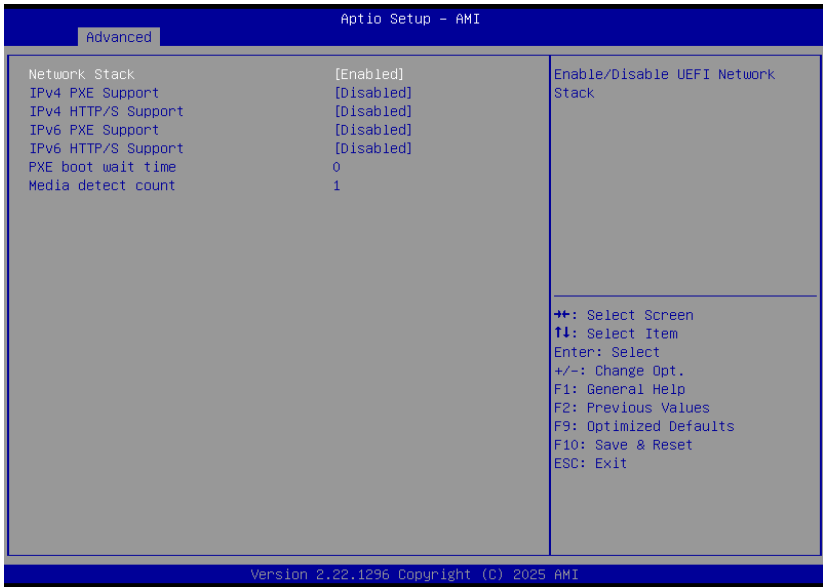 Aptio Setup – AMI
Advanced
Network Stack [Enabled]
IPv4 PXE Support [Disabled]
IPv4 HTTP/S Support [Disabled]
IPv6 PXE Support [Disabled]
IPv6 HTTP/S Support [Disabled]
PXE boot wait time 0
Media detect count 1
Enable/Disable UEFI Network
Stack
→←: Select Screen
↑↓: Select Item
Enter: Select
+/-: Change Opt.
F1: General Help
F2: Previous Values
F9: Optimized Defaults
F10: Save & Reset
ESC: Exit
Version 2.22.1296 Copyright (C) 2025 AMI